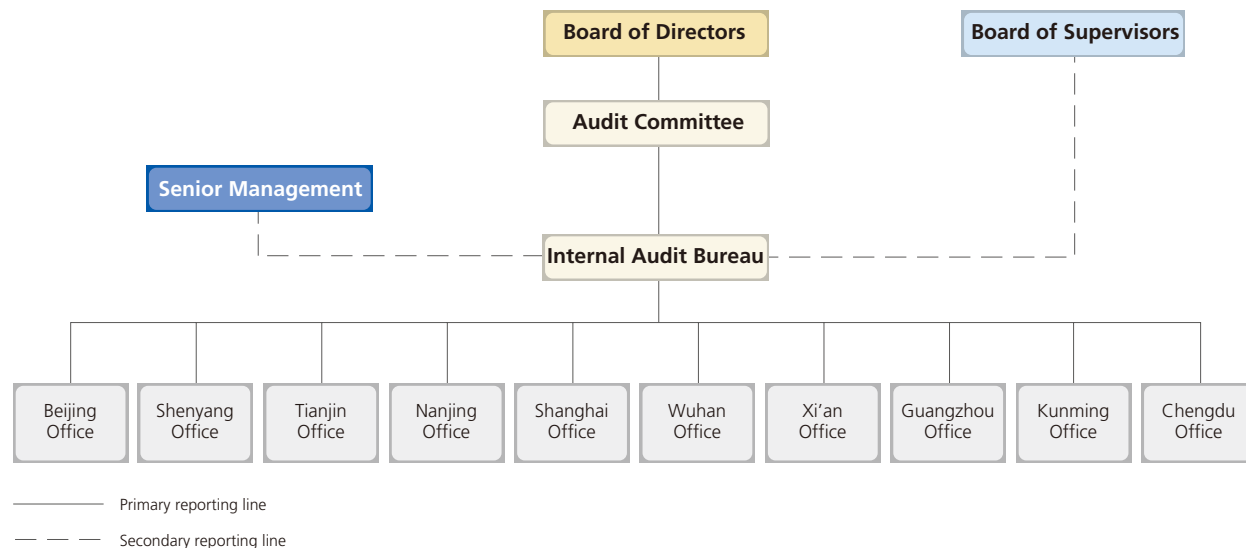 Board of Directors
Board of Supervisors
Audit Committee
Senior Management
Internal Audit Bureau
Beijing
Office
Shenyang
Office
Tianjin
Office
Nanjing
Office
Shanghai
Office
Wuhan
Office
Xi’an
Office
Guangzhou
Office
Kunming
Office
Chengdu
Office
Primary reporting line
Secondary reporting line